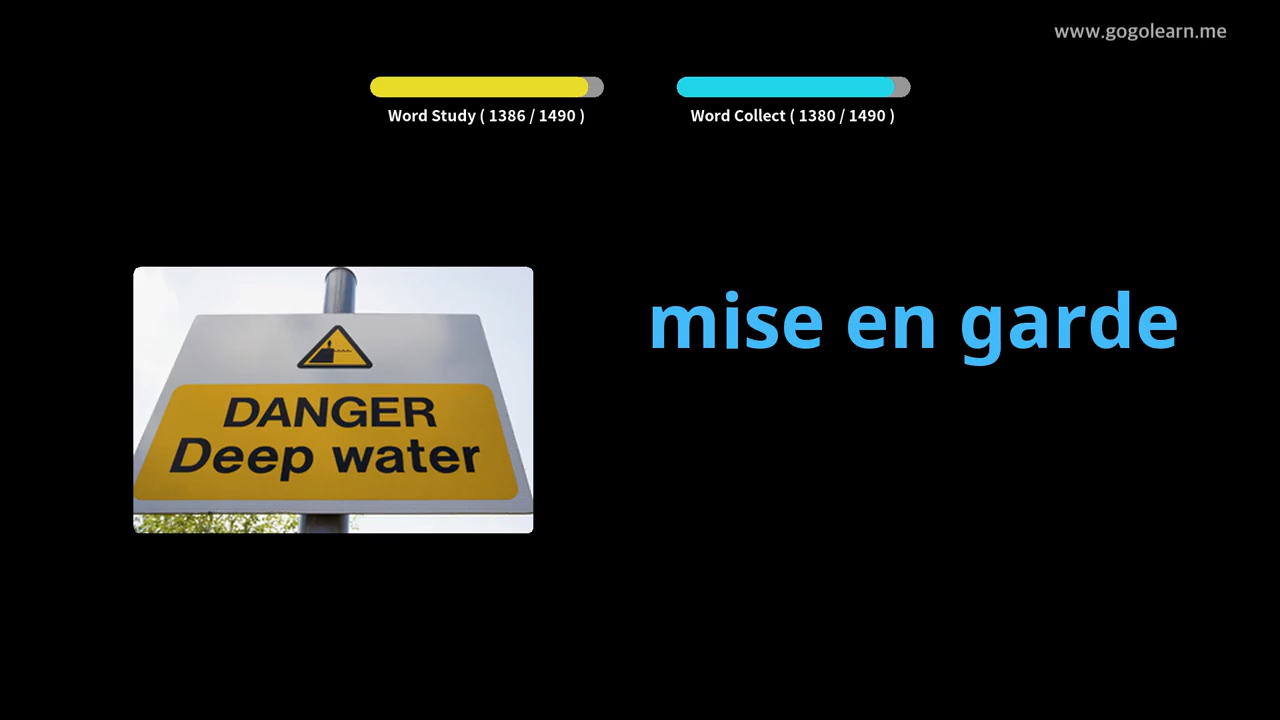 www.gogolearn.me
Word Study ( 1386 / 1490 )
Word Collect ( 1380 / 1490 )
DANGER
Deep water
mise en garde